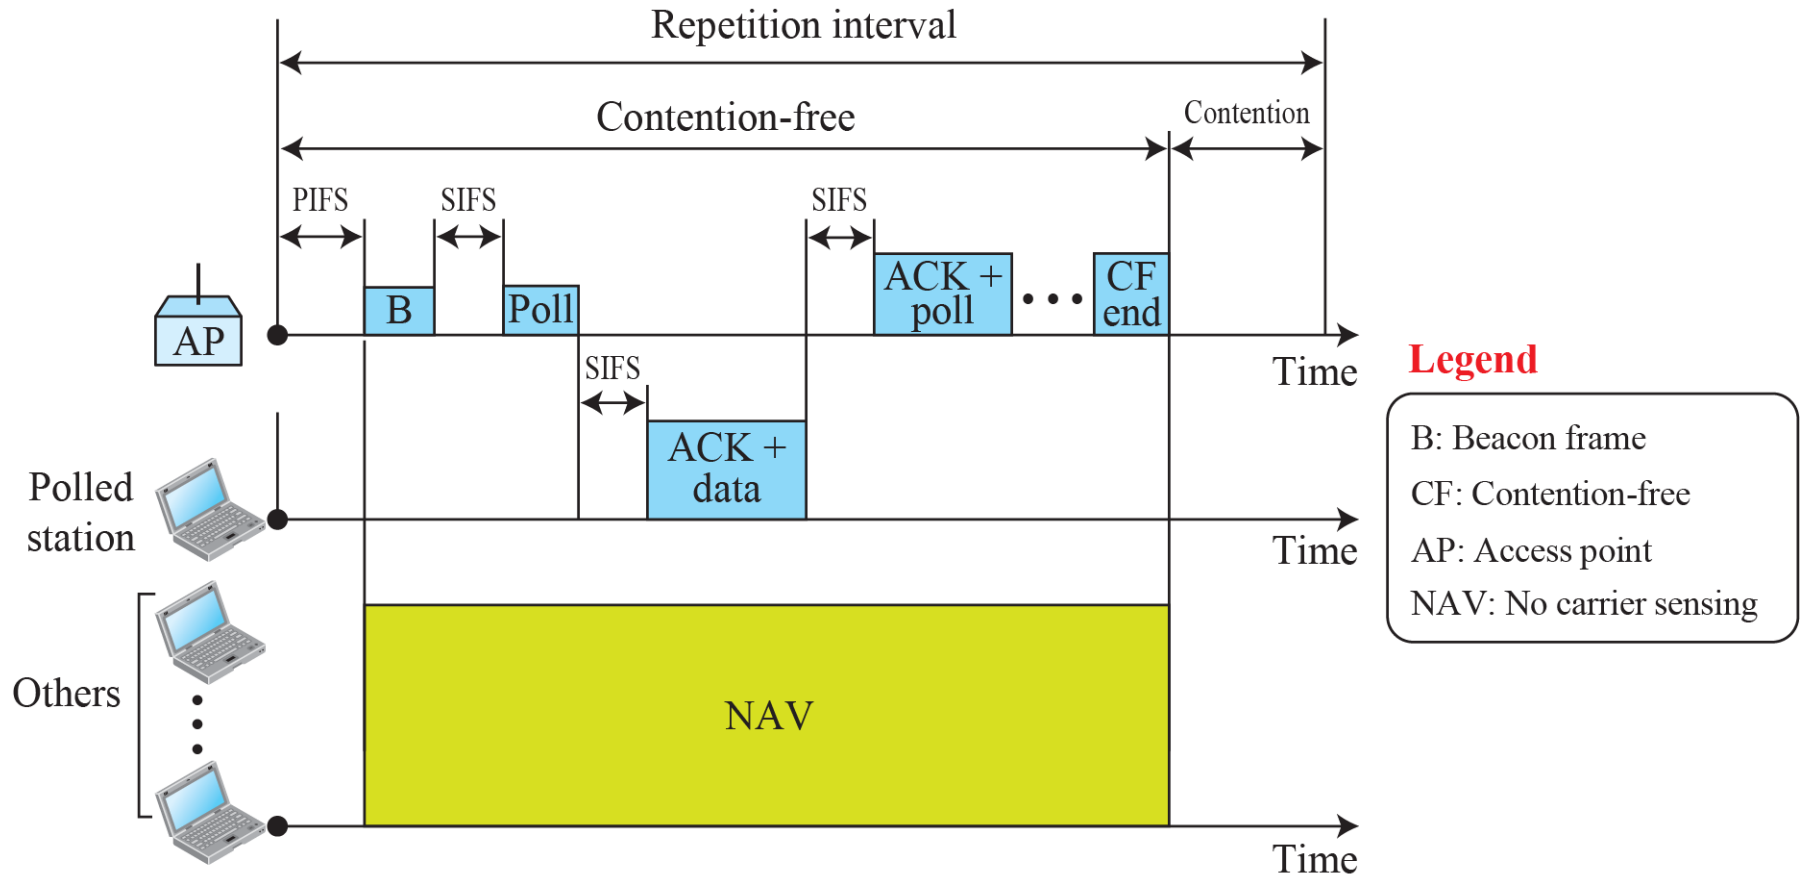 Repetition interval
Contention-free
Contention
PIFS
SIFS
SIFS
B
Poll
ACK +
poll
CF
end
AP
Time
SIFS
ACK +
data
Polled
station
Time
Others
NAV
Time
Legend
B: Beacon frame
CF: Contention-free
AP: Access point
NAV: No carrier sensing